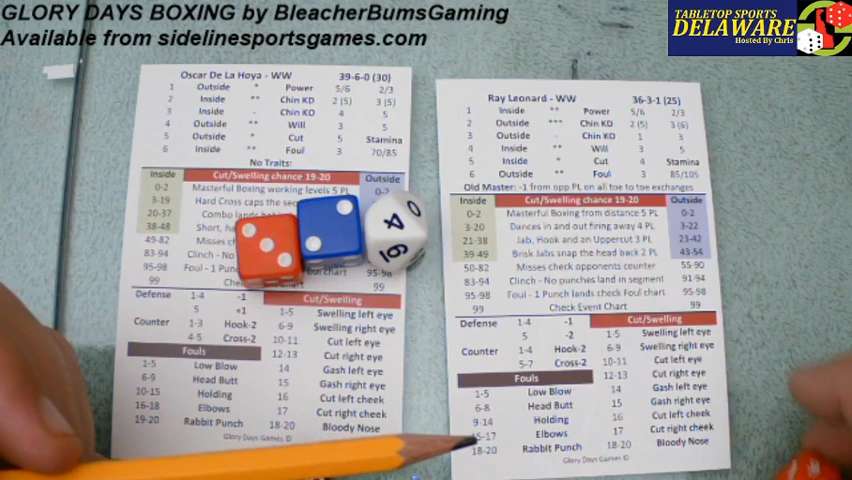 GLORY DAYS BOXING by BleacherBumsGaming
Available from sidelinesportsgames.com
TABLETOP SPORTS
DELAWARE
Hosted By Chris
Oscar De La Hoya - WW 39-6-0 (30)
1 Outside * Power 5/6 2/3
2 Inside ** Chin KD 2 (5) 3 (5)
3 Inside - Chin KO 4 5
4 Outside ** Will 3 5
5 Outside * Cut 5 Stamina
6 Inside ** Foul 3 70/85
No Traits:
Inside Cut/Swelling chance 19-20 Outside
0-2 Masterful Boxing working levels 5 PL 0-2
3-19 Hard Cross caps the
20-37 Combo lands
38-48 Short,
49-82 Misses
83-94 Clinch - No
95-98 Foul - 1 Punch chart 95-98
99 99
Defense 1-4 -1 Cut/Swelling
5 +1 1-5 Swelling left eye
Counter 1-3 Hook-2 6-9 Swelling right eye
4-5 Cross-2 10-11 Cut left eye
Fouls 12-13 Cut right eye
1-5 Low Blow 14 Gash left eye
6-9 Head Butt 15 Gash right eye
10-15 Holding 16 Cut left cheek
16-18 Elbows 17 Cut right cheek
19-20 Rabbit Punch 18-20 Bloody Nose
Glory Days Games ©
Ray Leonard - WW 36-3-1 (25)
1 Inside ** Power 5/6 2/3
2 Outside *** Chin KD 2 (5) 3 (6)
3 Inside - Chin KO 1 3
4 Inside ** Will 3 5
5 Inside * Cut 4 Stamina
6 Outside ** Foul 3 85/105
Old Master: -1 from opp PL on all toe to toe exchanges
Inside Cut/Swelling chance 19-20 Outside
0-2 Masterful Boxing from distance 5 PL 0-2
3-20 Dances in and out firing away 4 PL 3-22
21-38 Jab, Hook and an Uppercut 3 PL 23-42
39-49 Brisk Jabs snap the head back 2 PL 43-54
50-82 Misses check opponents counter 55-90
83-94 Clinch - No punches land in segment 91-94
95-98 Foul - 1 Punch lands check Foul chart 95-98
99 Check Event Chart 99
Defense 1-4 -1 Cut/Swelling
5 -2 1-5 Swelling left eye
Counter 1-4 Hook-2 6-9 Swelling right eye
5-7 Cross-2 10-11 Cut left eye
Fouls 12-13 Cut right eye
1-5 Low Blow 14 Gash left eye
6-8 Head Butt 15 Gash right eye
9-14 Holding 16 Cut left cheek
15-17 Elbows 17 Cut right cheek
18-20 Rabbit Punch 18-20 Bloody Nose
Glory Days Games ©
0
4
6